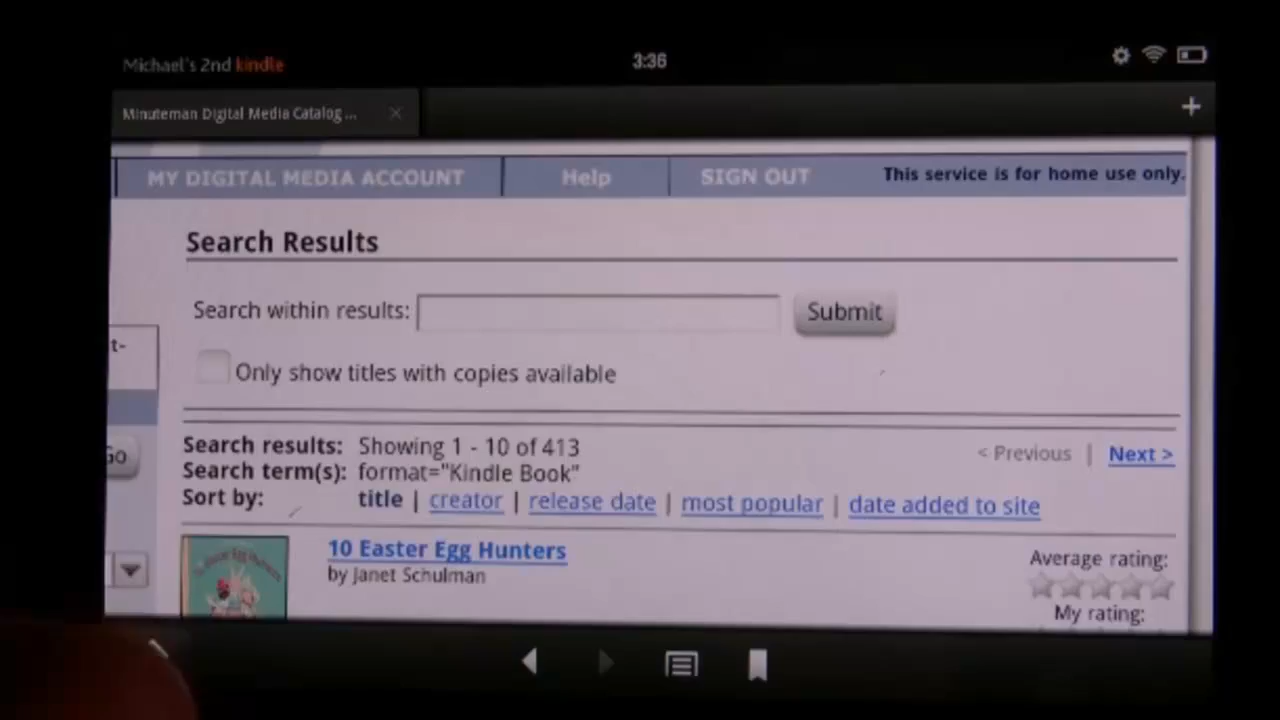 Michael's 2nd kindle
3:36
Minuteman Digital Media Catalog ...
MY DIGITAL MEDIA ACCOUNT
Help
SIGN OUT
This service is for home use only.
Search Results
Search within results:
Submit
t-
Only show titles with copies available
Go
Search results: Showing 1 - 10 of 413
< Previous | Next >
Search term(s): format="Kindle Book"
Sort by: title | creator | release date | most popular | date added to site
10 Easter Egg Hunters
by Janet Schulman
Average rating:
My rating: